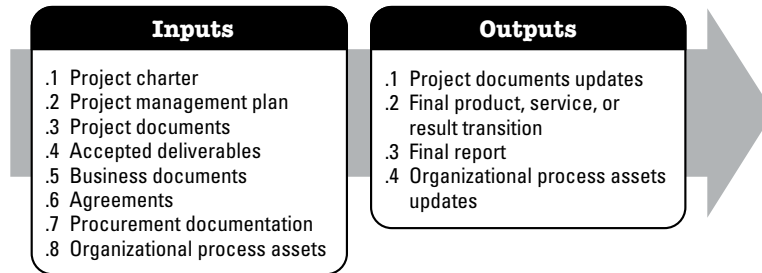 Inputs
.1 Project charter
.2 Project management plan
.3 Project documents
.4 Accepted deliverables
.5 Business documents
.6 Agreements
.7 Procurement documentation
.8 Organizational process assets
Outputs
.1 Project documents updates
.2 Final product, service, or
result transition
.3 Final report
.4 Organizational process assets
updates